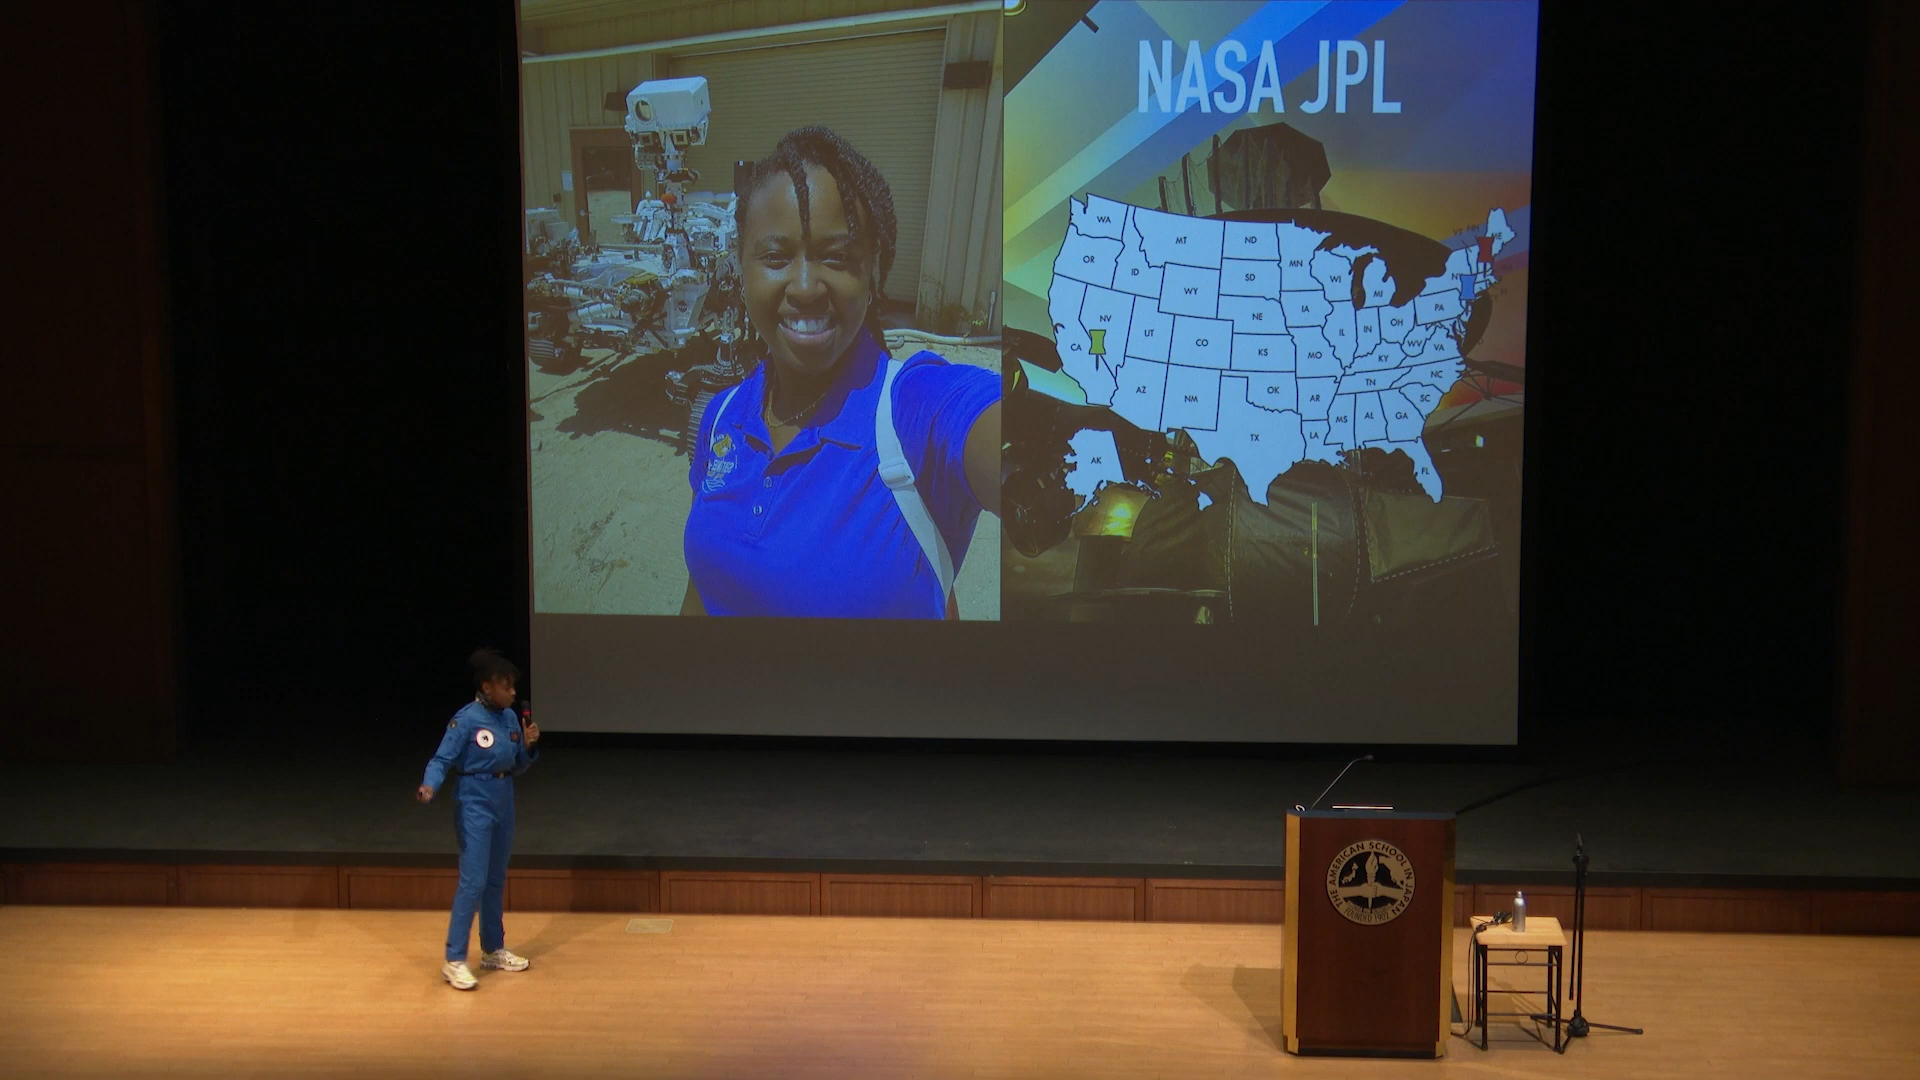 NASA JPL
WA
MT
ND
MN
ME
OR
ID
SD
WI
MI
WY
IA
PA
NV
NE
IL
IN
OH
UT
CO
CA
KS
MO
KY
WV
VA
AZ
NM
OK
AR
TN
NC
SC
MS
AL
GA
TX
LA
AK
FL
THE AMERICAN SCHOOL IN JAPAN
FOUNDED 1902